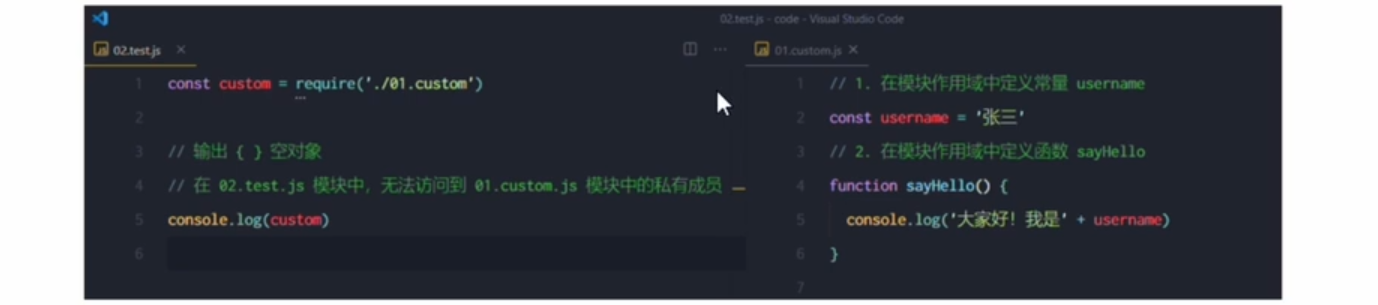 02.test.js - code - Visual Studio Code
02.test.js ×
1 const custom = require('./01.custom')
2
3 // 输出 { } 空对象
4 // 在 02.test.js 模块中，无法访问到 01.custom.js 模块中的私有成员
5 console.log(custom)
6
01.custom.js ×
1 // 1. 在模块作用域中定义常量 username
2 const username = '张三'
3 // 2. 在模块作用域中定义函数 sayHello
4 function sayHello() {
5 console.log('大家好！我是' + username)
6 }
7